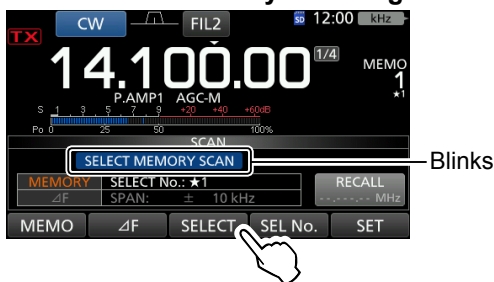 CW FIL2 SD 12:00 kHz
TX
14.100.00 1/4 MEMO
1
★1
P.AMP1 AGC-M
S 1 3 5 7 9 +20 +40 +60dB
Po 0 25 50 100%
SCAN
SELECT MEMORY SCAN Blinks
MEMORY SELECT No.: ★1 RECALL
⊿F SPAN: ± 10 kHz --.---.-- MHz
MEMO ⊿F SELECT SEL No. SET